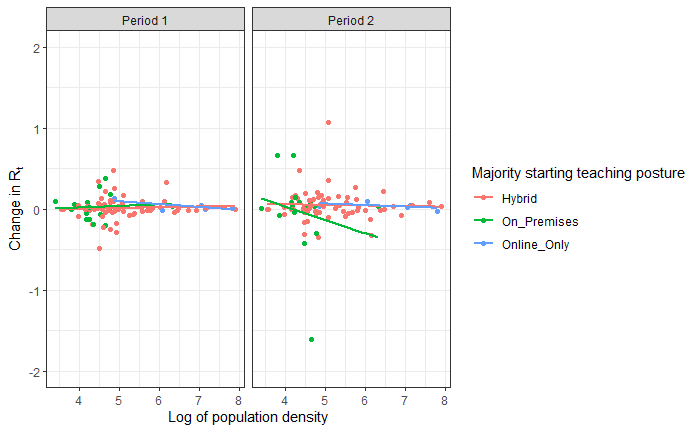 Period 1
Period 2
2
1
0
-1
-2
Change in Rt
4
5
6
7
8
4
5
6
7
8
Log of population density
Majority starting teaching posture
Hybrid
On_Premises
Online_Only